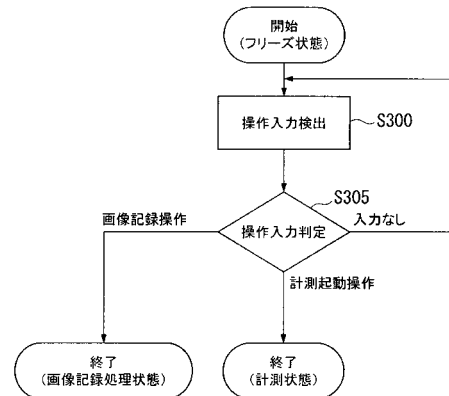 開始
(フリーズ状態)
操作入力検出
S300
S305
画像記録操作
操作入力判定
入力なし
計測起動操作
終了
(画像記録処理状態)
終了
(計測状態)